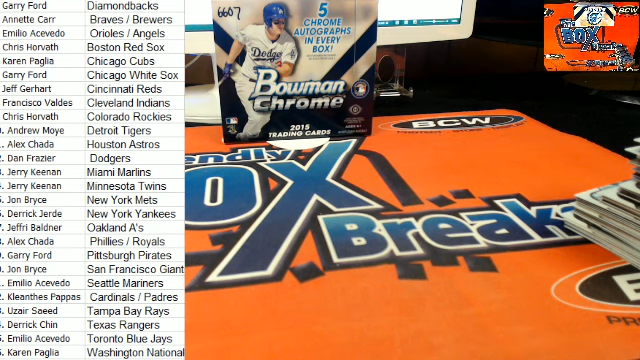 Garry Ford Diamondbacks
Annette Carr Braves / Brewers
Emilio Acevedo Orioles / Angels
Chris Horvath Boston Red Sox
Karen Paglia Chicago Cubs
Garry Ford Chicago White Sox
Jeff Gerhart Cincinnati Reds
Francisco Valdes Cleveland Indians
Chris Horvath Colorado Rockies
. Andrew Moye Detroit Tigers
. Alex Chada Houston Astros
. Dan Frazier Dodgers
. Jerry Keenan Miami Marlins
. Jerry Keenan Minnesota Twins
. Jon Bryce New York Mets
. Derrick Jerde New York Yankees
. Jeffri Baldner Oakland A's
. Alex Chada Phillies / Royals
. Garry Ford Pittsburgh Pirates
. Jon Bryce San Francisco Giant
. Emilio Acevedo Seattle Mariners
. Kleanthes Pappas Cardinals / Padres
. Uzair Saeed Tampa Bay Rays
. Derrick Chin Texas Rangers
. Emilio Acevedo Toronto Blue Jays
. Karen Paglia Washington National
6607
5
CHROME
AUTOGRAPHS
IN EVERY
BOX!
Dodgers
Bowman
Chrome
2015
TRADING CARDS
BCW
endly
OX
Breaks
BCW
BOX
Breaks